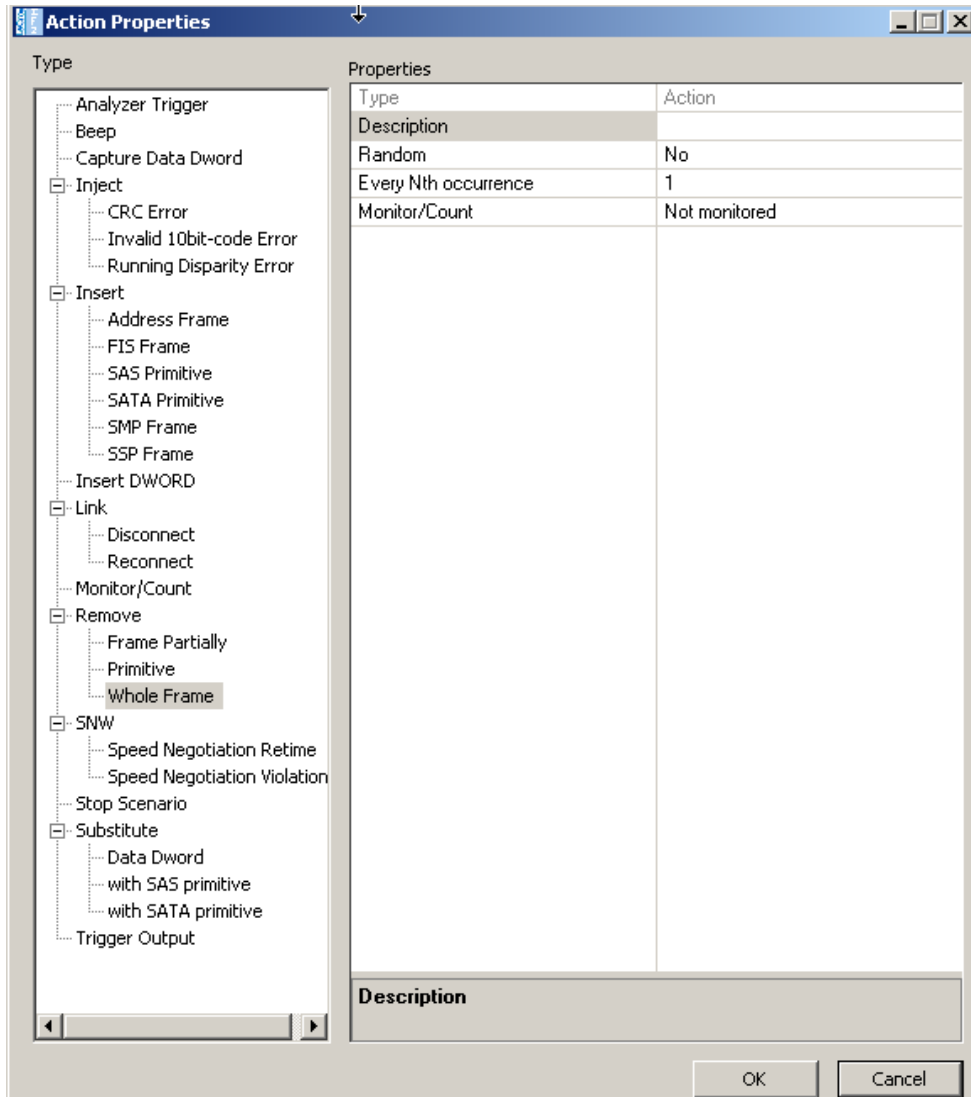 Action Properties
Type
Analyzer Trigger
Beep
Capture Data Dword
Inject
CRC Error
Invalid 10bit-code Error
Running Disparity Error
Insert
Address Frame
FIS Frame
SAS Primitive
SATA Primitive
SMP Frame
SSP Frame
Insert DWORD
Link
Disconnect
Reconnect
Monitor/Count
Remove
Frame Partially
Primitive
Whole Frame
SNW
Speed Negotiation Retime
Speed Negotiation Violation
Stop Scenario
Substitute
Data Dword
with SAS primitive
with SATA primitive
Trigger Output
Properties
Type Action
Description
Random No
Every Nth occurrence 1
Monitor/Count Not monitored
Description
OK Cancel